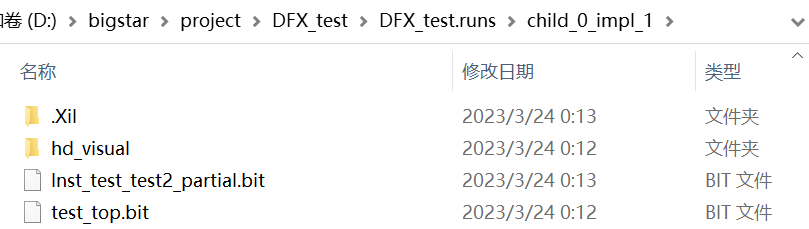 卷 (D:) > bigstar > project > DFX_test > DFX_test.runs > child_0_impl_1 >
名称 修改日期 类型
.Xil 2023/3/24 0:13 文件夹
hd_visual 2023/3/24 0:12 文件夹
Inst_test_test2_partial.bit 2023/3/24 0:13 BIT 文件
test_top.bit 2023/3/24 0:12 BIT 文件